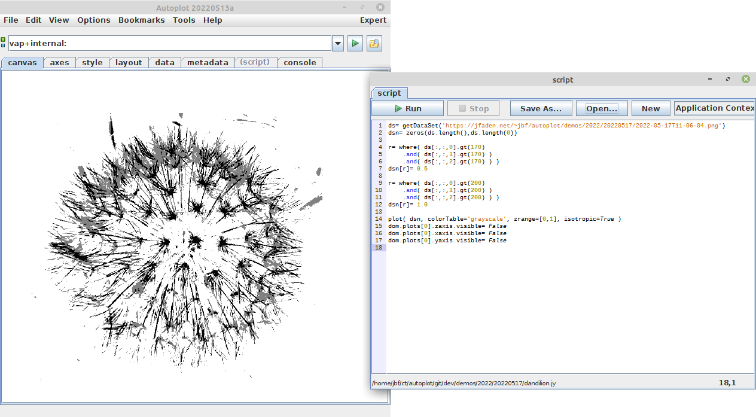 Autoplot 20220513a
File Edit View Options Bookmarks Tools Help Expert
vap+internal:
canvas axes style layout data metadata (script) console
script
script
Run Stop Save As... Open... New Application Contex
1 ds= getDataSet('https://jfaden.net/~jbf/autoplot/demos/2022/20220517/2022-05-17T11-06-04.png')
2 dsn= zeros(ds.length(),ds.length(0))
3
4 r= where( ds[:,:,0].gt(170)
5 .and( ds[:,:,1].gt(170) )
6 .and( ds[:,:,2].gt(170) ) )
7 dsn[r]= 0.5
8
9 r= where( ds[:,:,0].gt(200)
10 .and( ds[:,:,1].gt(200) )
11 .and( ds[:,:,2].gt(200) ) )
12 dsn[r]= 1.0
13
14 plot( dsn, colorTable='grayscale', zrange=[0,1], isotropic=True )
15 dom.plots[0].zaxis.visible= False
16 dom.plots[0].xaxis.visible= False
17 dom.plots[0].yaxis.visible= False
18
/home/jbf/ct/autoplot/git/dev/demos/2022/20220517/dandilion.jy 18,1